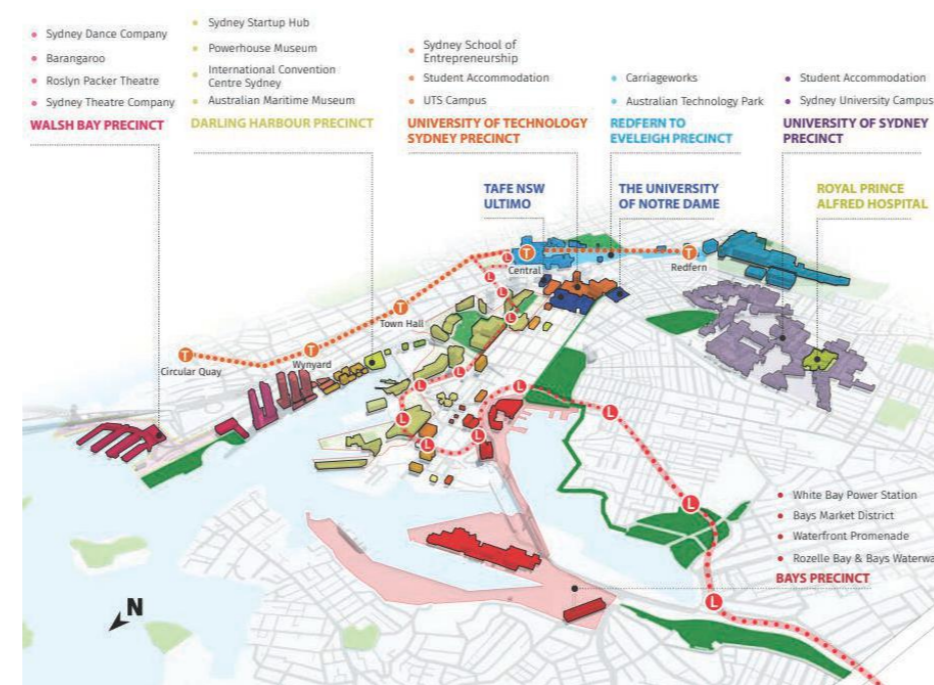 Sydney Dance Company
Barangaroo
Roslyn Packer Theatre
Sydney Theatre Company
WALSH BAY PRECINCT
Sydney Startup Hub
Powerhouse Museum
International Convention
Centre Sydney
Australian Maritime Museum
DARLING HARBOUR PRECINCT
Sydney School of
Entrepreneurship
Student Accommodation
UTS Campus
UNIVERSITY OF TECHNOLOGY
SYDNEY PRECINCT
Carriageworks
Australian Technology Park
REDFERN TO
EVELEIGH PRECINCT
Student Accommodation
Sydney University Campus
UNIVERSITY OF SYDNEY
PRECINCT
TAFE NSW
ULTIMO
THE UNIVERSITY
OF NOTRE DAME
ROYAL PRINCE
ALFRED HOSPITAL
L
T
Central
T
Redfern
L
L
L
T
Town Hall
T
Wynyard
T
Circular Quay
L
L
L
L
L
L
L
L
L
White Bay Power Station
Bays Market District
Waterfront Promenade
Rozelle Bay & Bays Waterwa
BAYS PRECINCT
N